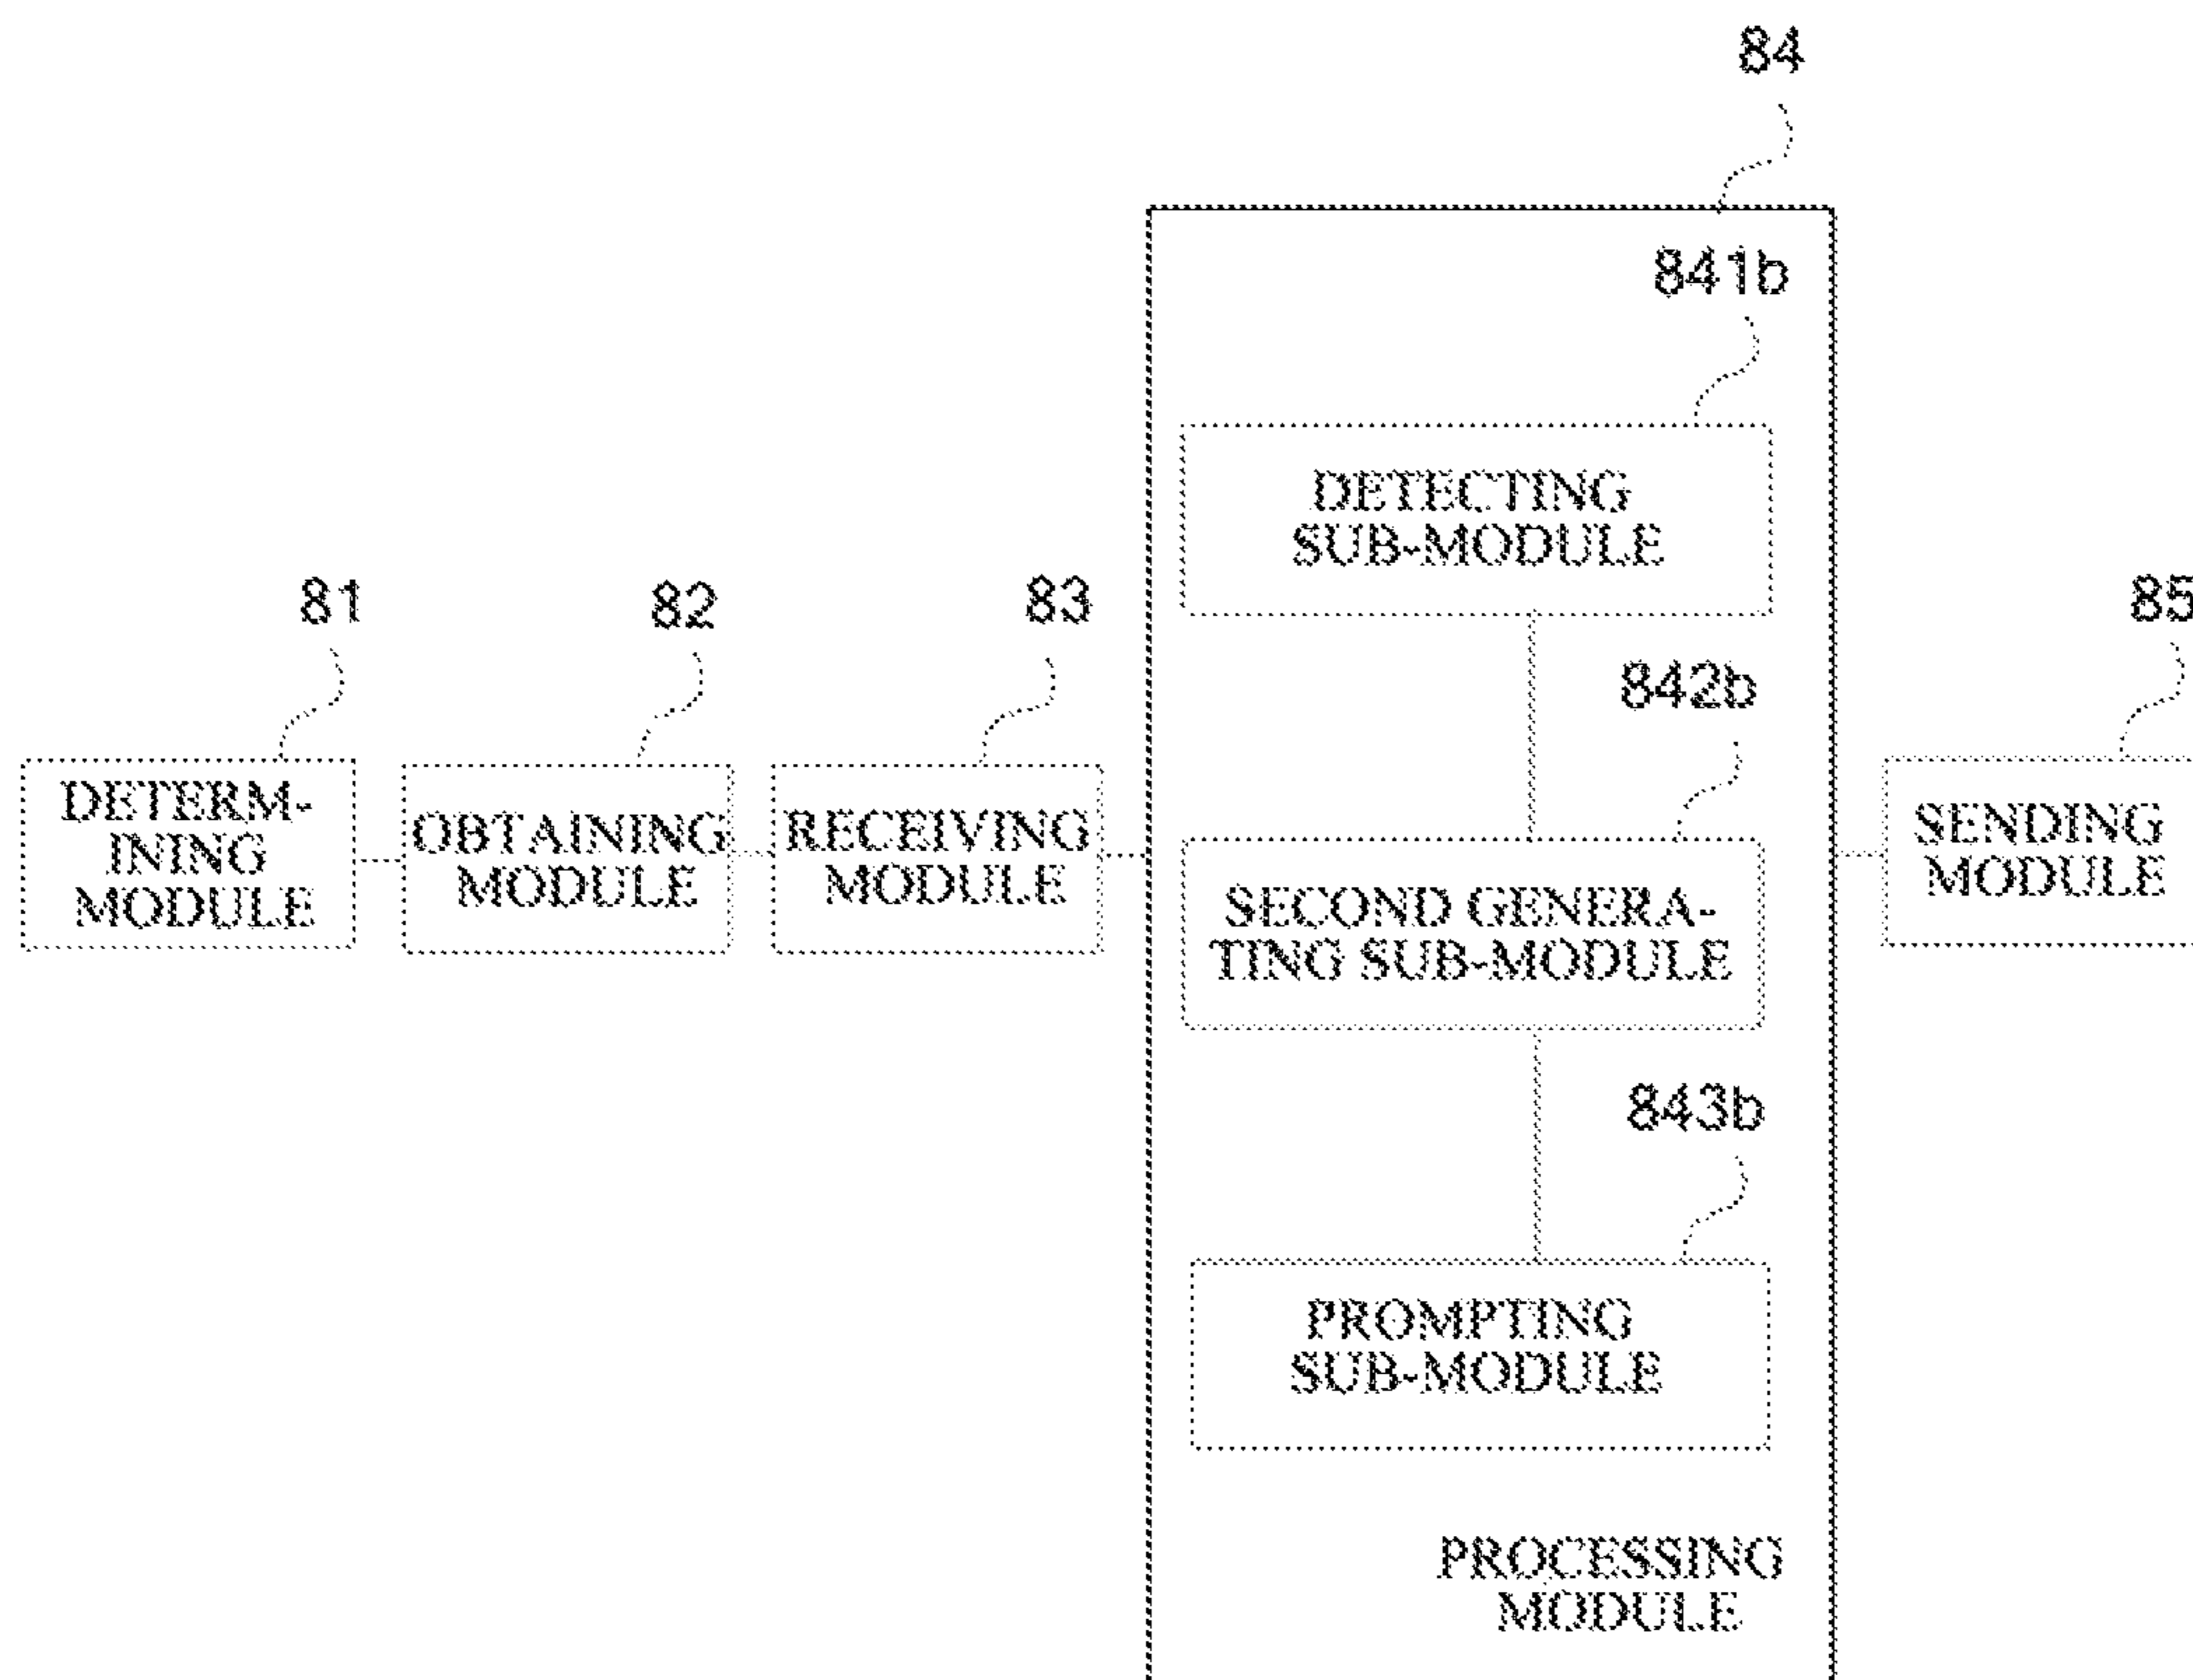 84
841b
DETECTING
SUB-MODULE
81
82
83
85
842b
DETERM-
INING
MODULE
OBTAINING
MODULE
RECEIVING
MODULE
SECOND GENERA-
TING SUB-MODULE
SENDING
MODULE
843b
PROMPTING
SUB-MODULE
PROCESSING
MODULE